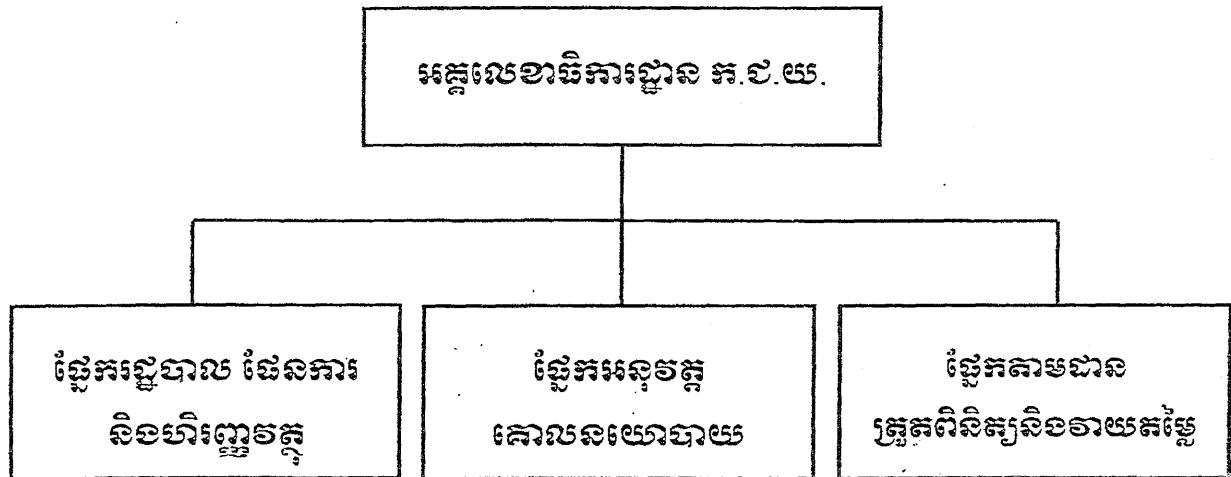 អគ្គលេខាធិការដ្ឋាន ក.ជ.យ.
ផ្នែករដ្ឋបាល ផែនការ
និងហិរញ្ញវត្ថុ
ផ្នែកអនុវត្ត
គោលនយោបាយ
ផ្នែកតាមដាន
ត្រួតពិនិត្យនិងវាយតម្លៃ